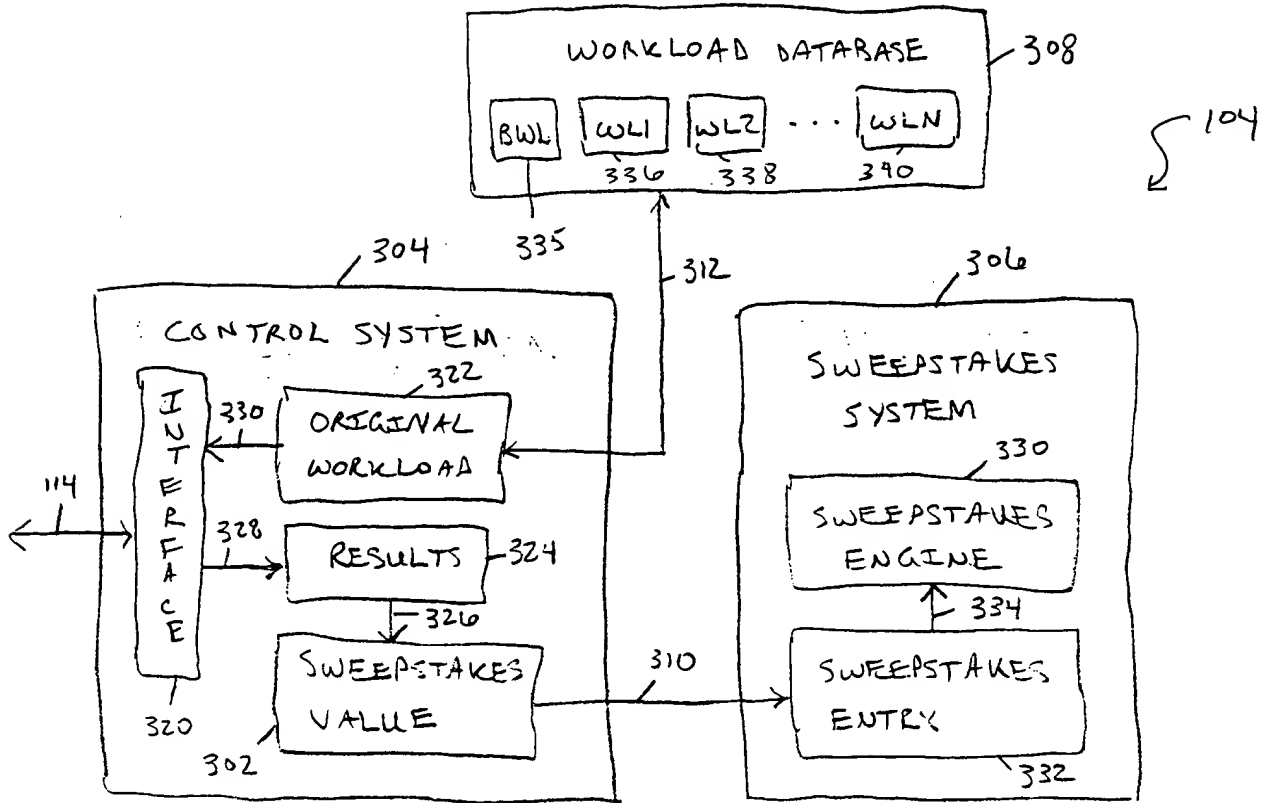 WORKLOAD DATABASE
308
BWL
WL1
WL2
...
WLN
104
336
338
340
335
304
312
306
CONTROL SYSTEM
SWEEPSTAKES
SYSTEM
322
INTERFACE
330
ORIGINAL
WORKLOAD
330
114
SWEEPSTAKES
ENGINE
328
RESULTS
324
326
334
SWEEPSTAKES
VALUE
310
SWEEPSTAKES
ENTRY
320
302
332